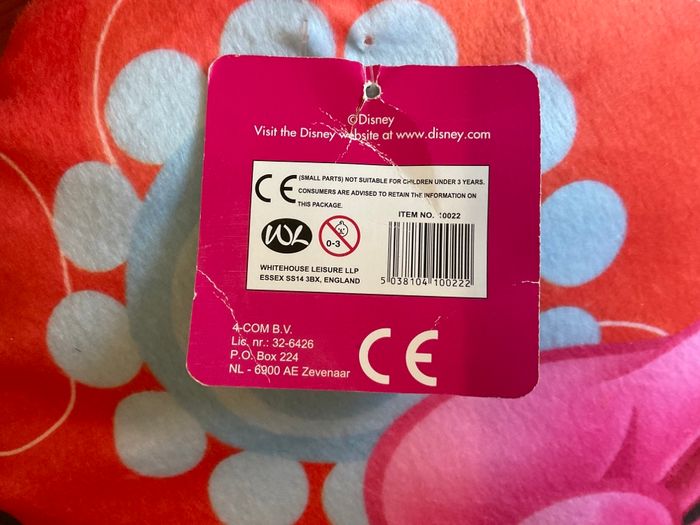 ©Disney
Visit the Disney website at www.disney.com
CE
(SMALL PARTS) NOT SUITABLE FOR CHILDREN UNDER 3 YEARS.
CONSUMERS ARE ADVISED TO RETAIN THE INFORMATION ON
THIS PACKAGE.
ITEM NO. 10022
WL
0-3
WHITEHOUSE LEISURE LLP
ESSEX SS14 3BX, ENGLAND
5 038104 100222
4-COM B.V.
Lic. nr.: 32-6426
P.O. Box 224
NL - 6900 AE Zevenaar
CE